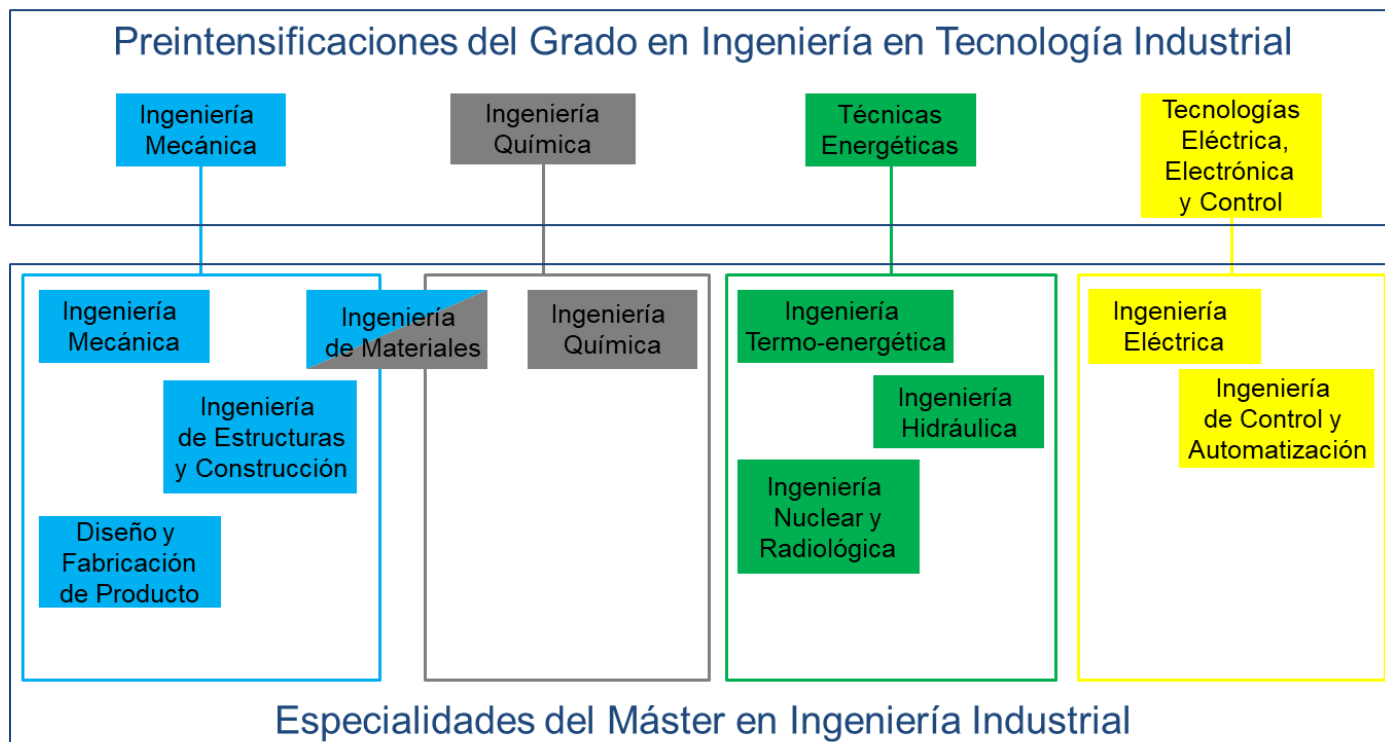 Preintensificaciones del Grado en Ingeniería en Tecnología Industrial
Ingeniería
Mecánica
Ingeniería
Química
Técnicas
Energéticas
Tecnologías
Eléctrica,
Electrónica
y Control
Ingeniería
Mecánica
Ingeniería
de Estructuras
y Construcción
Diseño y
Fabricación
de Producto
Ingeniería
de Materiales
Ingeniería
Química
Ingeniería
Termo-energética
Ingeniería
Hidráulica
Ingeniería
Nuclear y
Radiológica
Ingeniería
Eléctrica
Ingeniería
de Control y
Automatización
Especialidades del Máster en Ingeniería Industrial